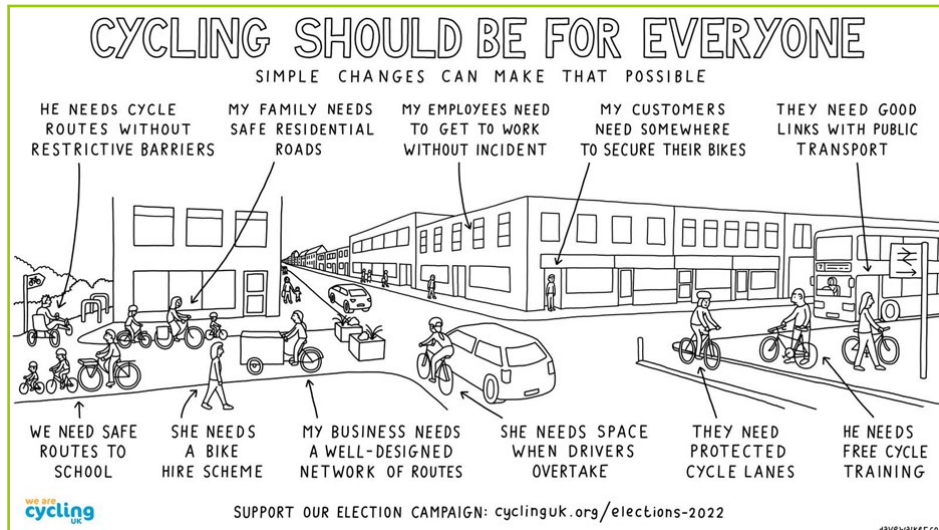 CYCLING SHOULD BE FOR EVERYONE
SIMPLE CHANGES CAN MAKE THAT POSSIBLE
HE NEEDS CYCLE
ROUTES WITHOUT
RESTRICTIVE BARRIERS
MY FAMILY NEEDS
SAFE RESIDENTIAL
ROADS
MY EMPLOYEES NEED
TO GET TO WORK
WITHOUT INCIDENT
MY CUSTOMERS
NEED SOMEWHERE
TO SECURE THEIR BIKES
THEY NEED GOOD
LINKS WITH PUBLIC
TRANSPORT
WE NEED SAFE
ROUTES TO
SCHOOL
SHE NEEDS
A BIKE
HIRE SCHEME
MY BUSINESS NEEDS
A WELL-DESIGNED
NETWORK OF ROUTES
SHE NEEDS SPACE
WHEN DRIVERS
OVERTAKE
THEY NEED
PROTECTED
CYCLE LANES
HE NEEDS
FREE CYCLE
TRAINING
we are
cycling
UK
SUPPORT OUR ELECTION CAMPAIGN: cyclinguk.org/elections-2022